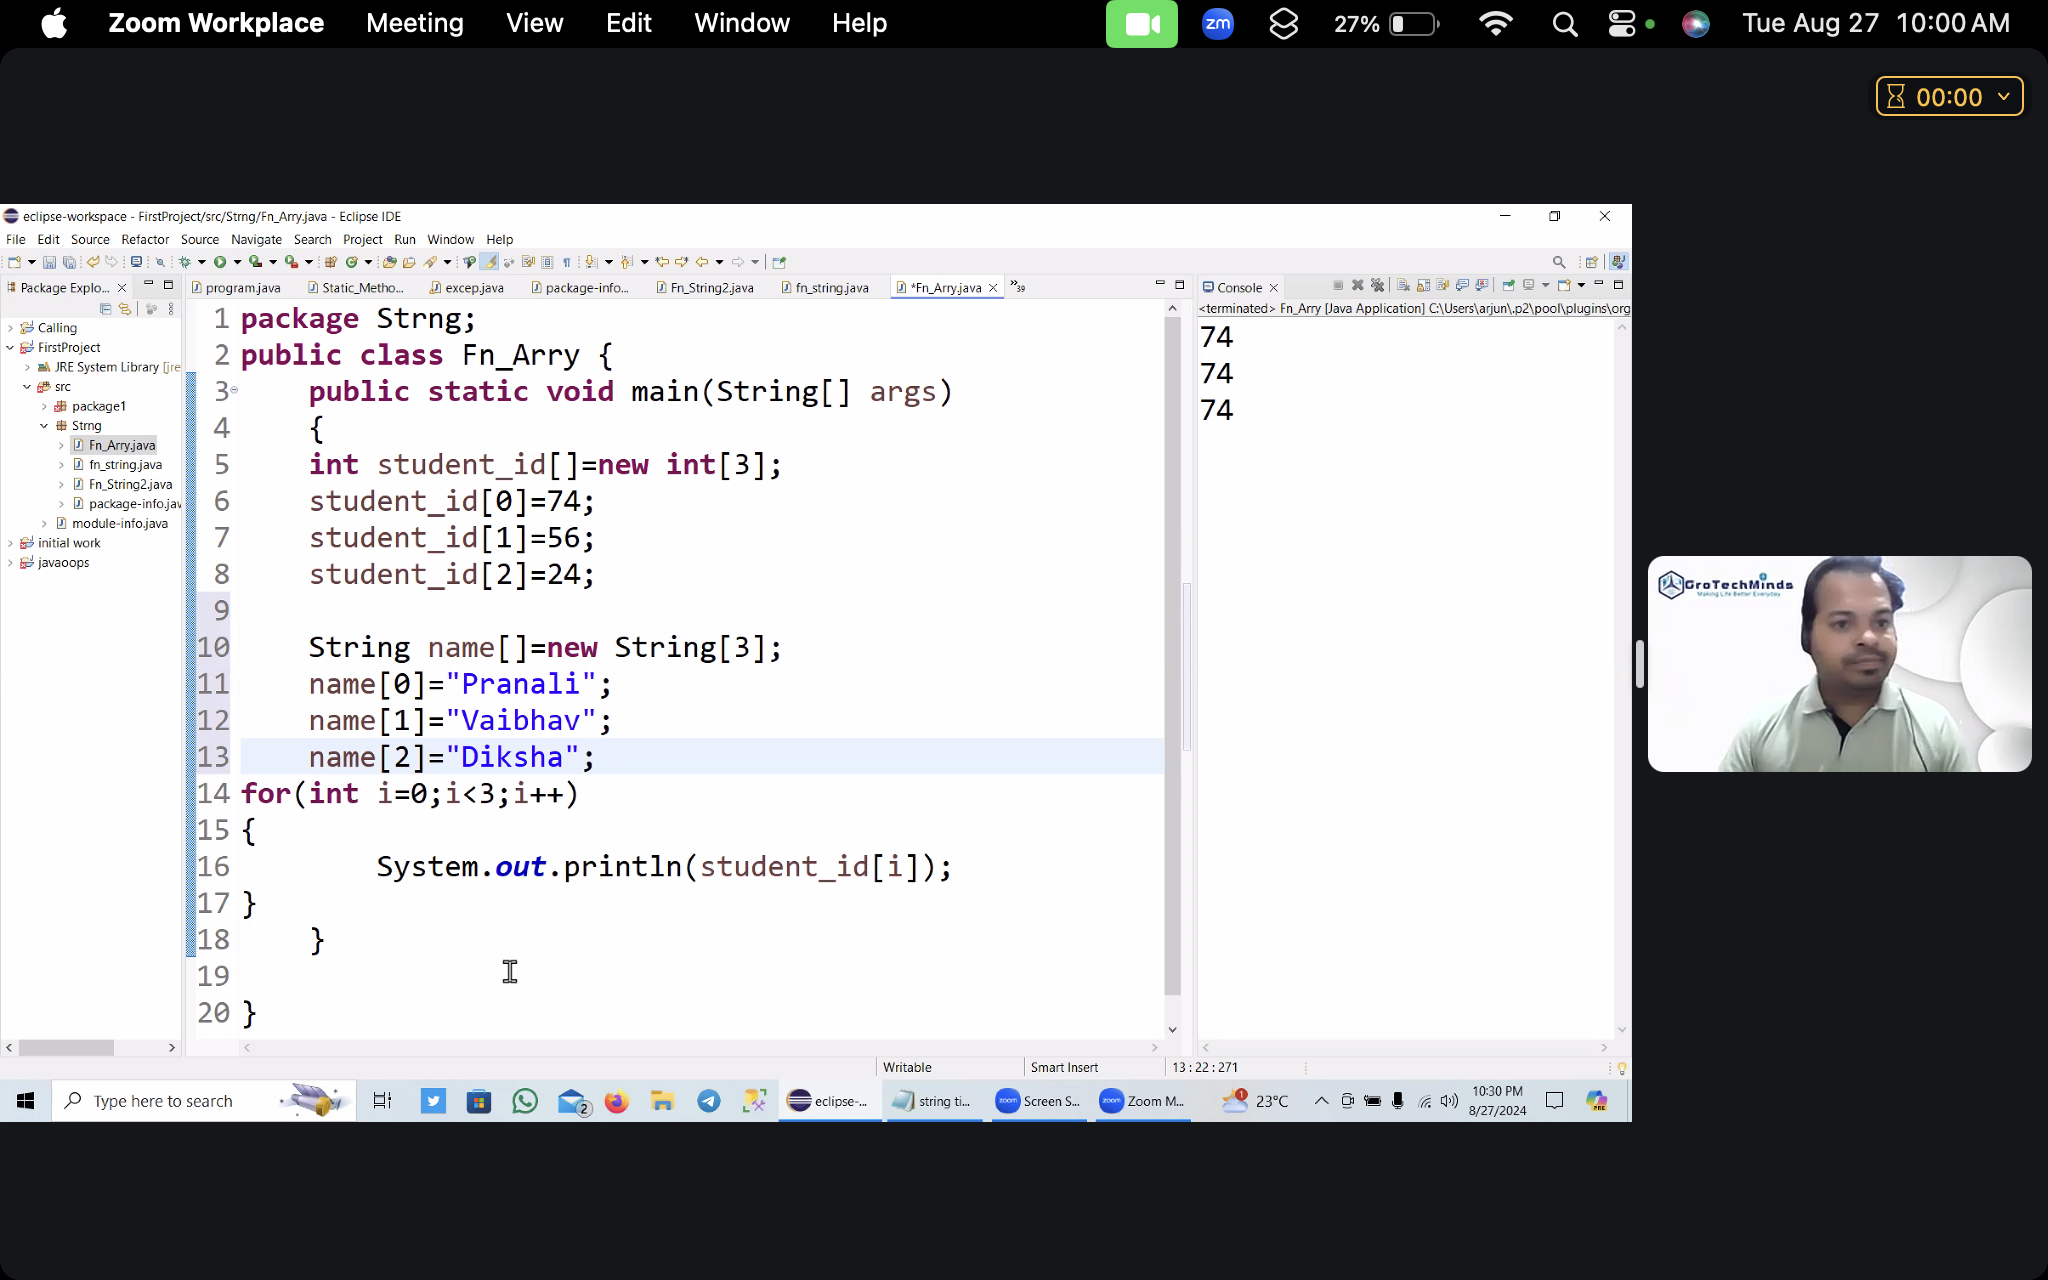 Zoom Workplace Meeting View Edit Window Help zm 27% Tue Aug 27 10:00 AM
00:00
eclipse-workspace - FirstProject/src/Strng/Fn_Arry.java - Eclipse IDE
File Edit Source Refactor Source Navigate Search Project Run Window Help
Package Explo...
program.java
Static_Metho...
excep.java
package-info...
Fn_String2.java
fn_string.java
*Fn_Arry.java
»39
Console
<terminated> Fn_Arry [Java Application] C:\Users\arjun\.p2\pool\plugins\org
Calling
FirstProject
JRE System Library [jre
src
package1
Strng
Fn_Arry.java
fn_string.java
Fn_String2.java
package-info.jav
module-info.java
initial work
javaoops
1 package Strng;
2 public class Fn_Arry {
3 public static void main(String[] args)
4 {
5 int student_id[]=new int[3];
6 student_id[0]=74;
7 student_id[1]=56;
8 student_id[2]=24;
9
10 String name[]=new String[3];
11 name[0]="Pranali";
12 name[1]="Vaibhav";
13 name[2]="Diksha";
14 for(int i=0;i<3;i++)
15 {
16 System.out.println(student_id[i]);
17 }
18 }
19
20 }
74
74
74
GroTechMinds
Making Life Better Everyday
Writable Smart Insert 13:22:271
Type here to search
2
eclipse-...
string ti...
Screen S...
Zoom M...
1
23°C
10:30 PM
8/27/2024
PRE